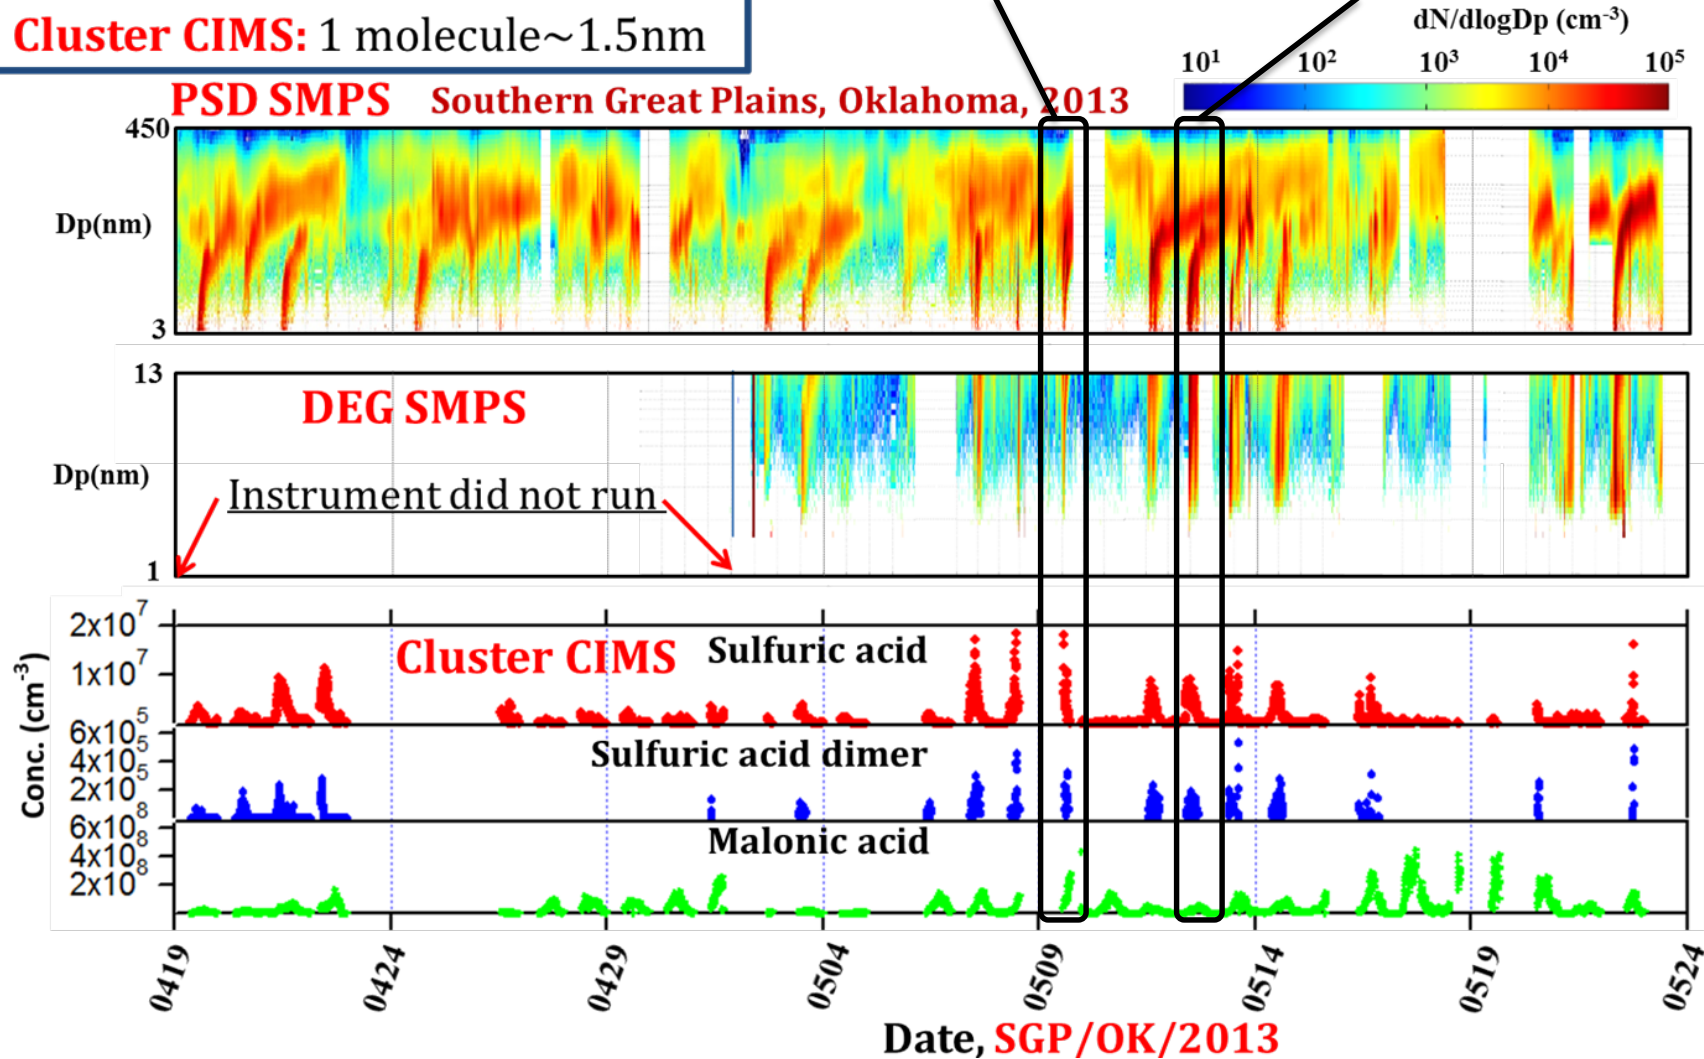 Cluster CIMS: 1 molecule~1.5nm
dN/dlogDp (cm-3)
10¹ 10² 10³ 10⁴ 10⁵
PSD SMPS Southern Great Plains, Oklahoma, 2013
450
Dp(nm)
3
13
DEG SMPS
Dp(nm)
Instrument did not run
1
2x10⁷
Cluster CIMS Sulfuric acid
1x10⁷
5
6x10⁵
Sulfuric acid dimer
4x10⁵
2x10⁵
8
6x10⁸
Malonic acid
4x10⁸
2x10⁸
Conc. (cm-3)
0419 0424 0429 0504 0509 0514 0519 0524
Date, SGP/OK/2013